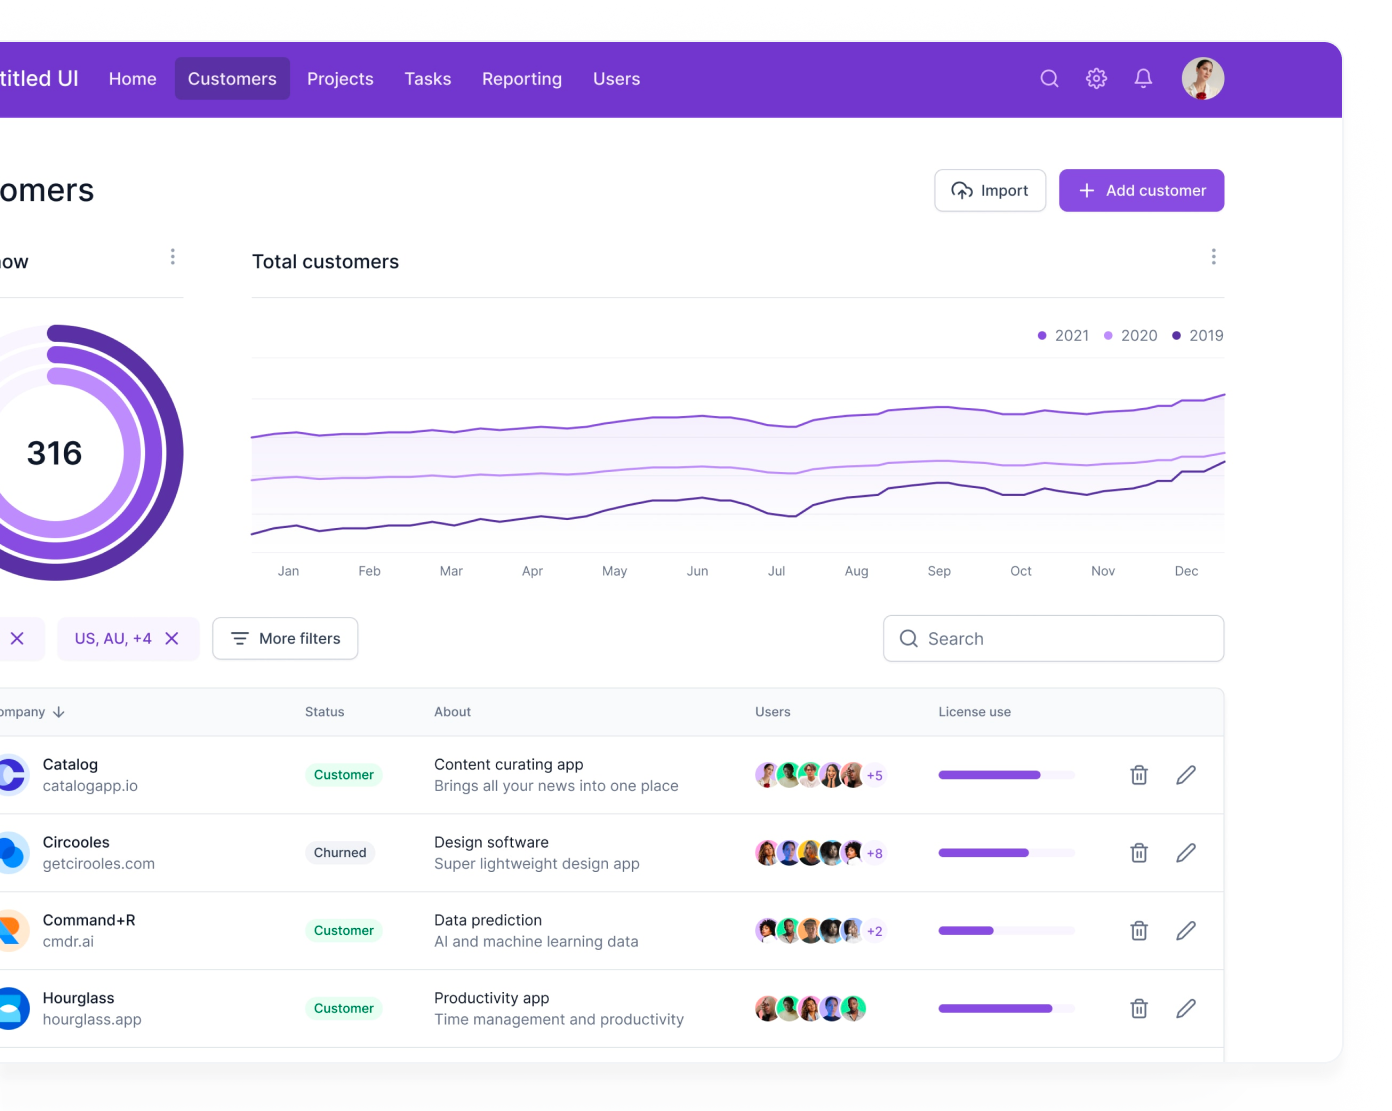 titled UI Home Customers Projects Tasks Reporting Users
omers
Import
Add customer
now
Total customers
2021 2020 2019
316
Jan Feb Mar Apr May Jun Jul Aug Sep Oct Nov Dec
US, AU, +4
More filters
Search
ompany Status About Users License use
Catalog
catalogapp.io
Customer
Content curating app
Brings all your news into one place
+5
Circooles
getcirooles.com
Churned
Design software
Super lightweight design app
+8
Command+R
cmdr.ai
Customer
Data prediction
AI and machine learning data
+2
Hourglass
hourglass.app
Customer
Productivity app
Time management and productivity